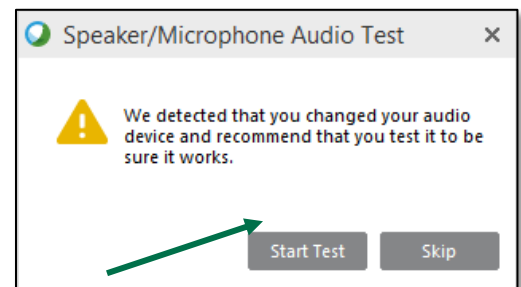 Speaker/Microphone Audio Test
We detected that you changed your audio
device and recommend that you test it to be
sure it works.
Start Test Skip